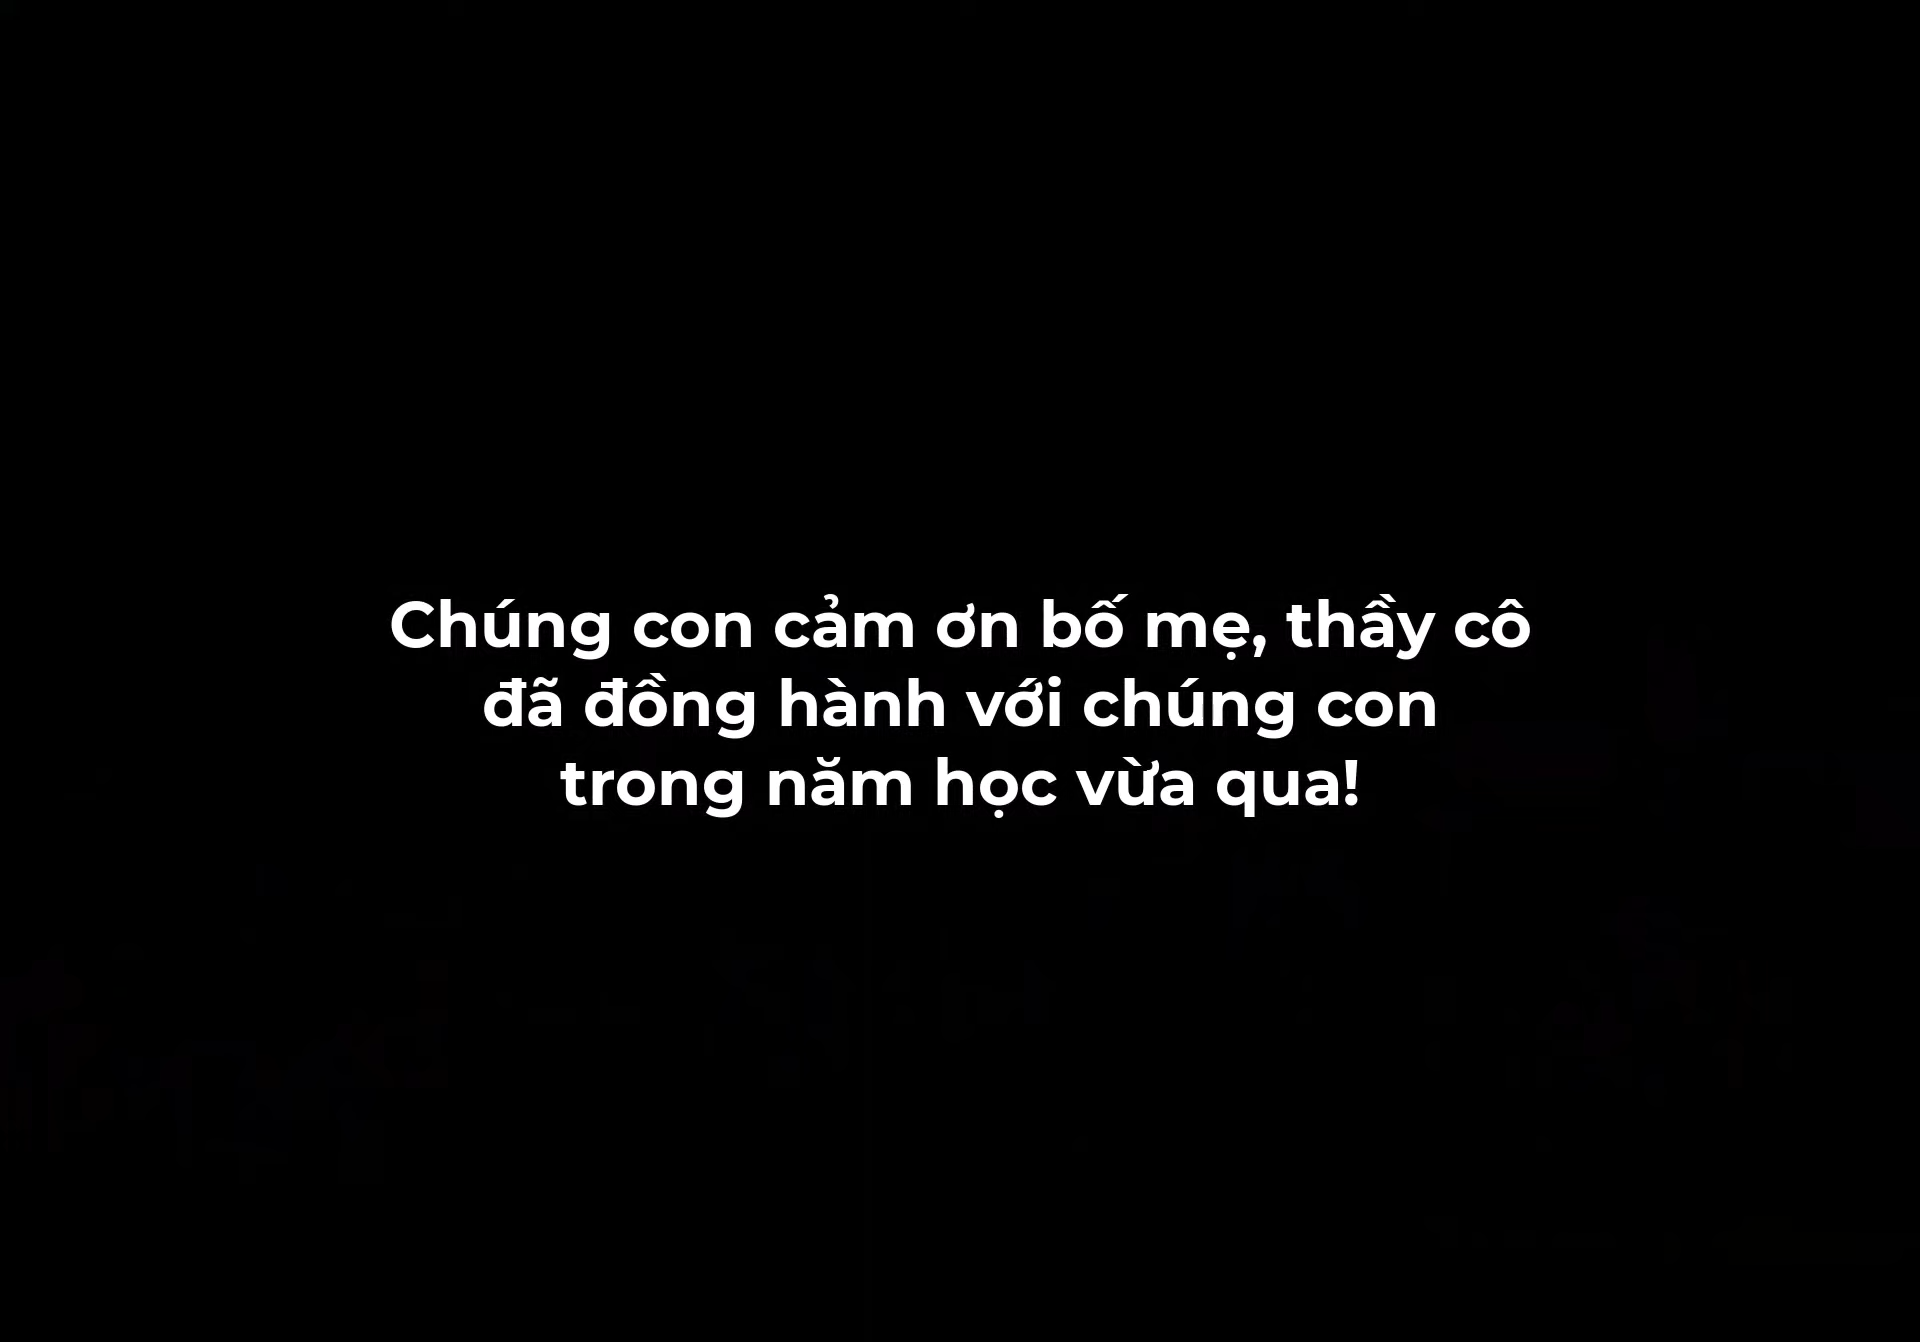 Chúng con cảm ơn bố mẹ, thầy cô
đã đồng hành với chúng con
trong năm học vừa qua!